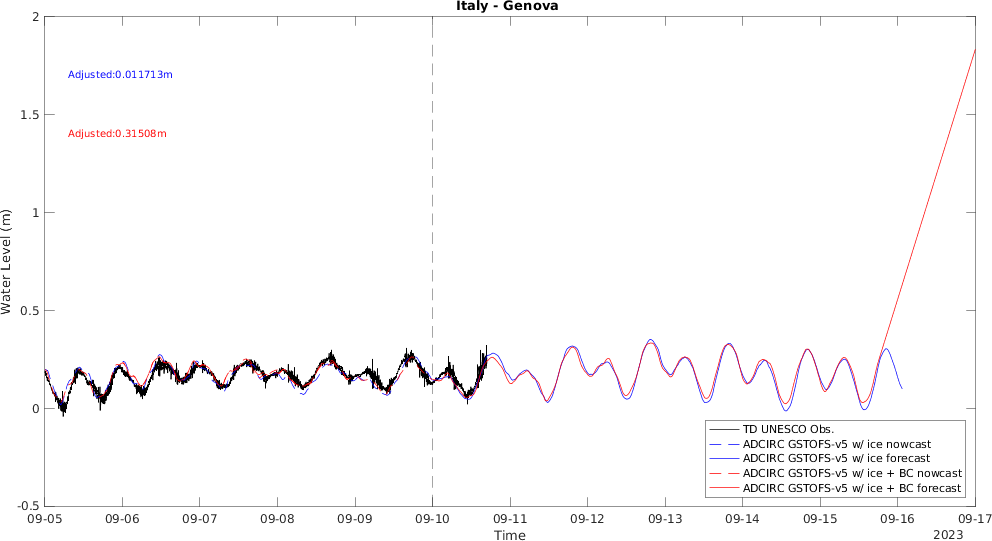 Italy - Genova
2
Adjusted:0.011713m
1.5
Adjusted:0.31508m
1
Water Level (m)
0.5
0
TD UNESCO Obs.
ADCIRC GSTOFS-v5 w/ ice nowcast
ADCIRC GSTOFS-v5 w/ ice forecast
ADCIRC GSTOFS-v5 w/ ice + BC nowcast
ADCIRC GSTOFS-v5 w/ ice + BC forecast
-0.5
09-05 09-06 09-07 09-08 09-09 09-10 09-11 09-12 09-13 09-14 09-15 09-16 09-17
Time
2023